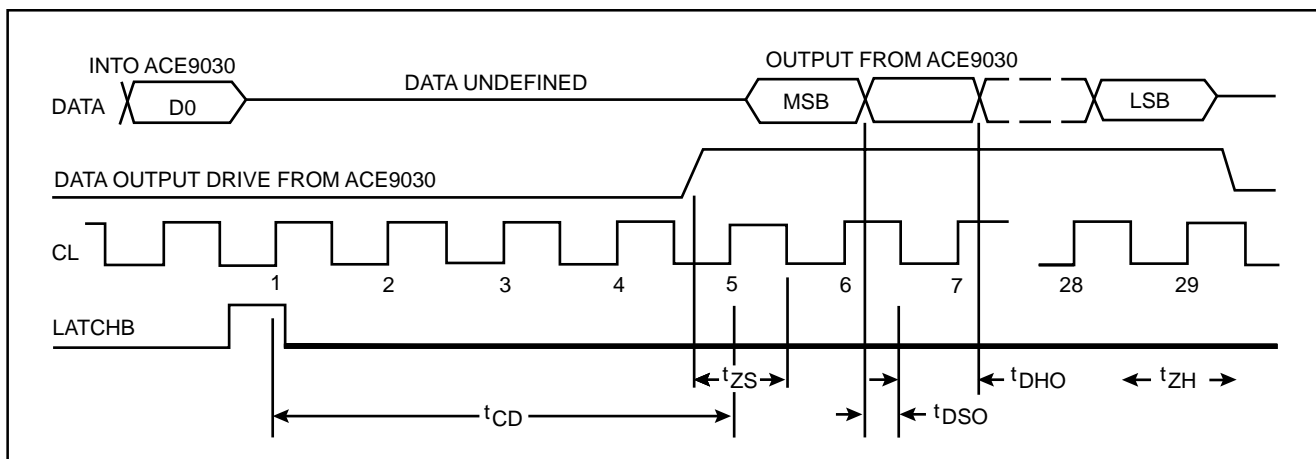 INTO ACE9030
OUTPUT FROM ACE9030
DATA
D0
DATA UNDEFINED
MSB
LSB
DATA OUTPUT DRIVE FROM ACE9030
CL
1 2 3 4 5 6 7 28 29
LATCHB
tZS
tDHO
tZH
tCD
tDSO